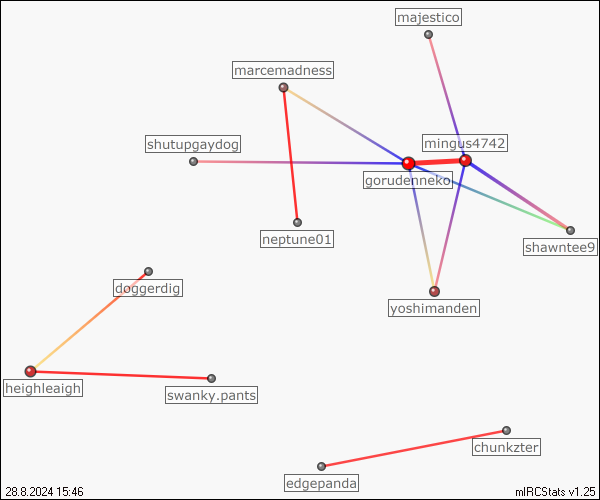 majestico
marcemadness
shutupgaydog
mingus4742
gorudenneko
neptune01
shawntee9
doggerdig
yoshimanden
heighleaigh
swanky.pants
chunkzter
edgepanda
28.8.2024 15:46
mIRCStats v1.25